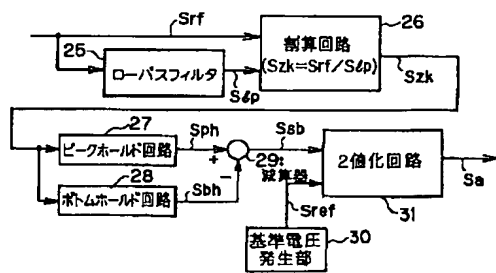 Srf
25
26
ローパスフィルタ
割算回路
(Szk=Srf/Sℓp)
Sℓp
Szk
27
Sph
Ssb
ピークホールド回路
+
29:
減算器
2値化回路
Sa
28
−
ボトムホールド回路
Sbh
Sref
31
基準電圧
発生部
30